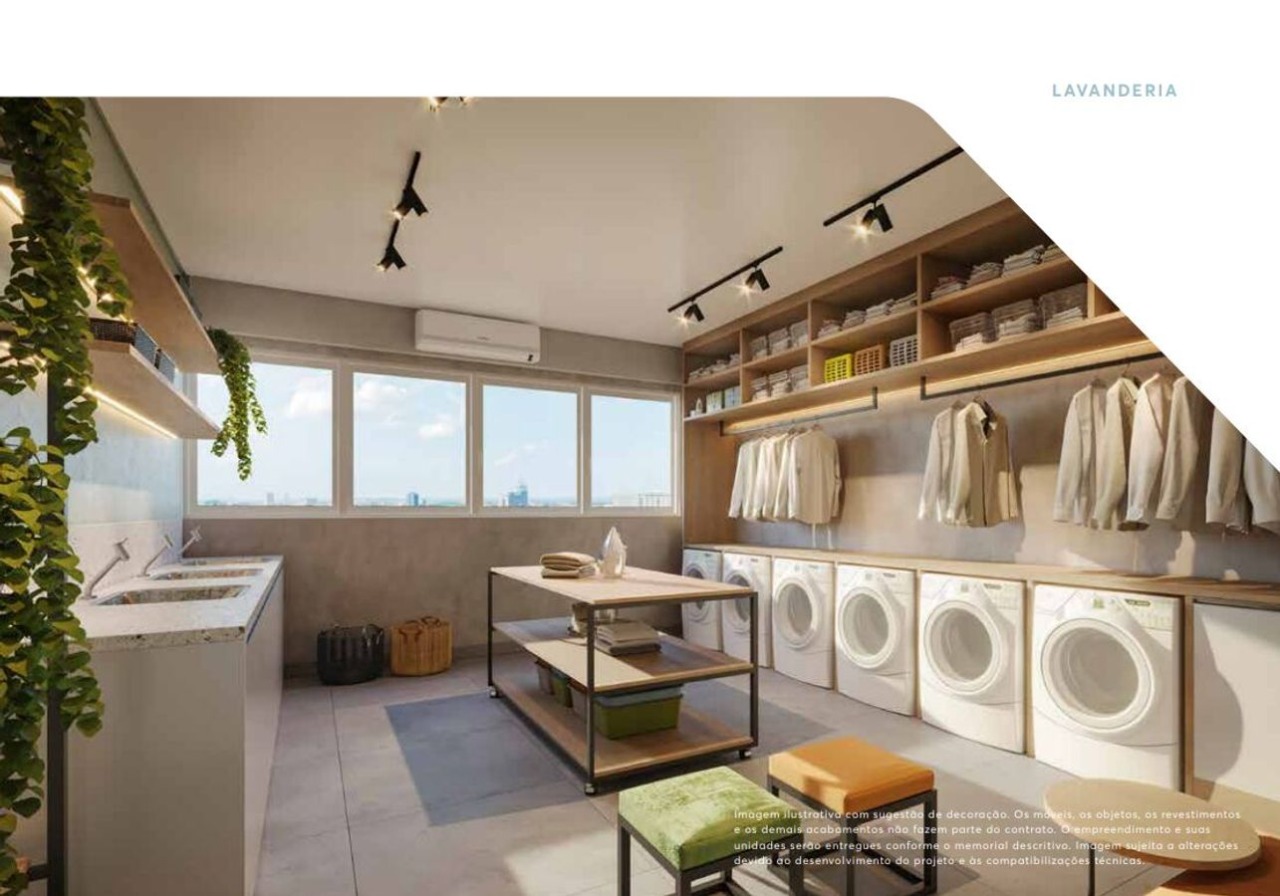 LAVANDERIA
Imagem ilustrativa com sugestão de decoração. Os móveis, os objetos, os revestimentos
e os demais acabamentos não fazem parte do contrato. O empreendimento e suas
unidades serão entregues conforme o memorial descritivo. Imagem sujeita a alterações
devido ao desenvolvimento do projeto e às compatibilizações técnicas.